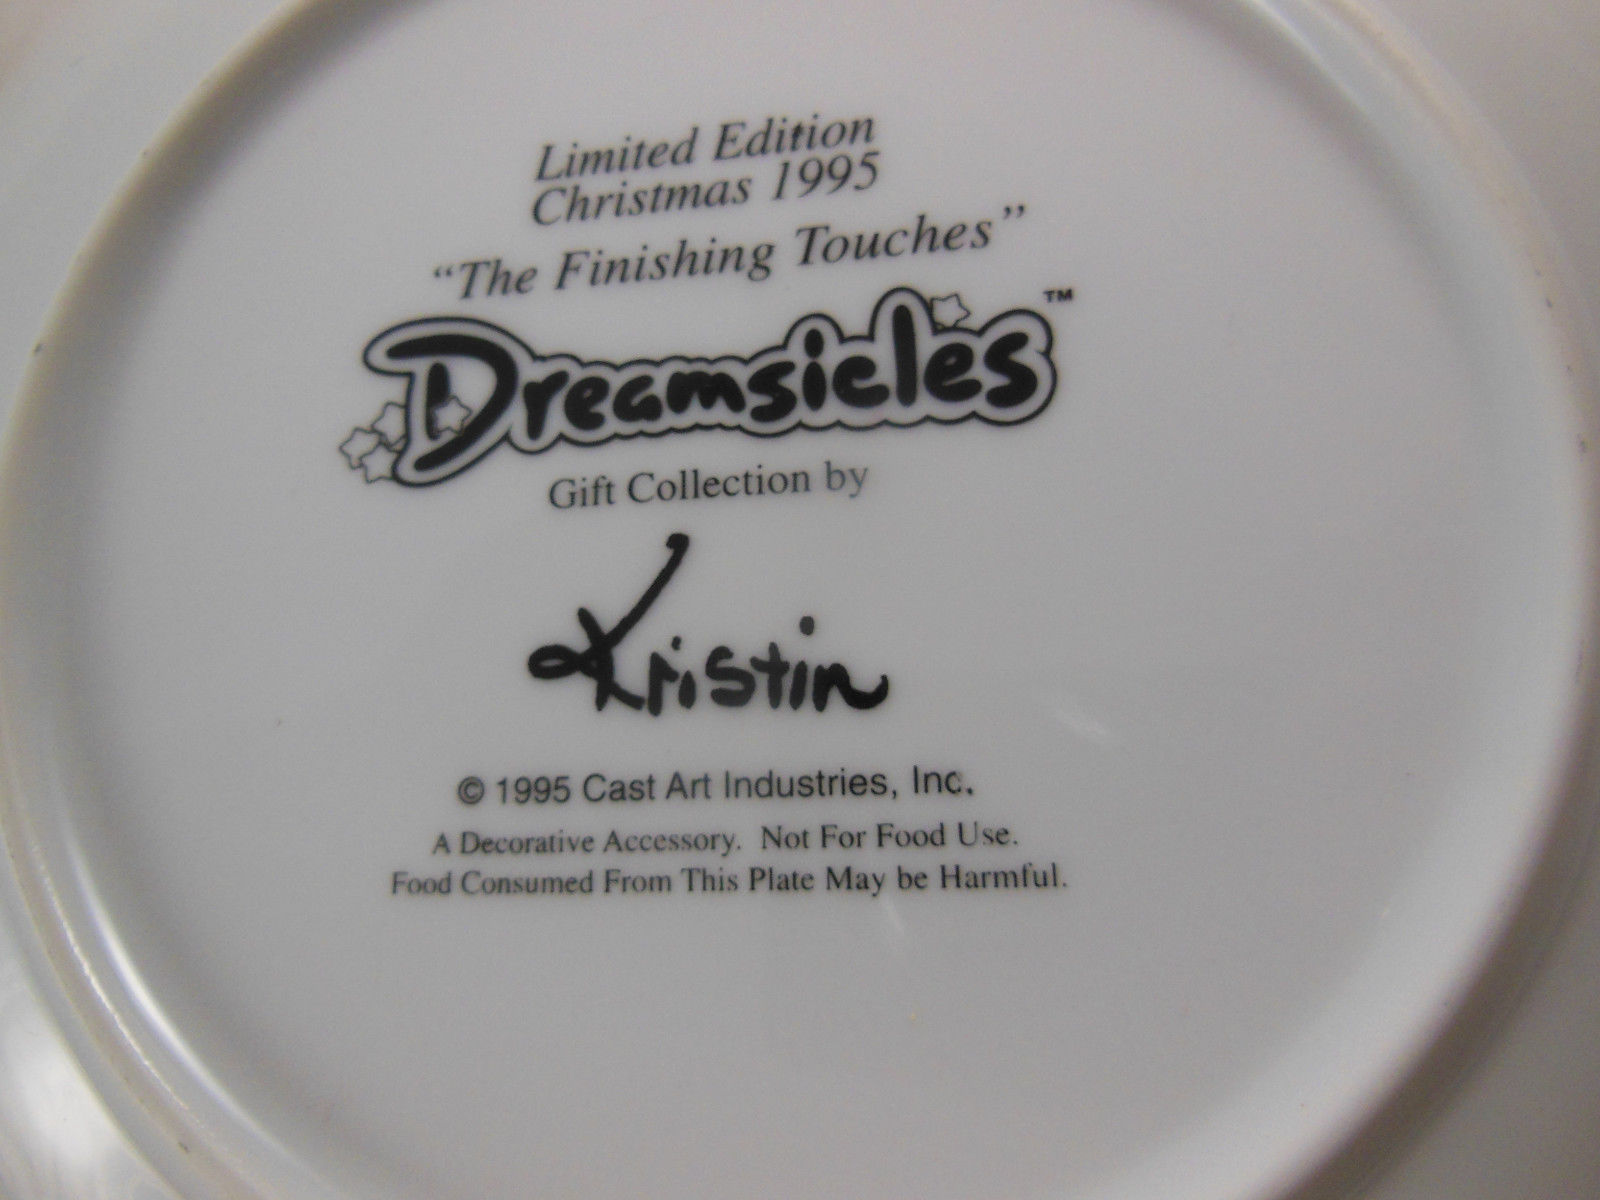 Limited Edition
Christmas 1995
“The Finishing Touches”
Dreamsicles™
Gift Collection by
Kristin
© 1995 Cast Art Industries, Inc.
A Decorative Accessory. Not For Food Use.
Food Consumed From This Plate May be Harmful.